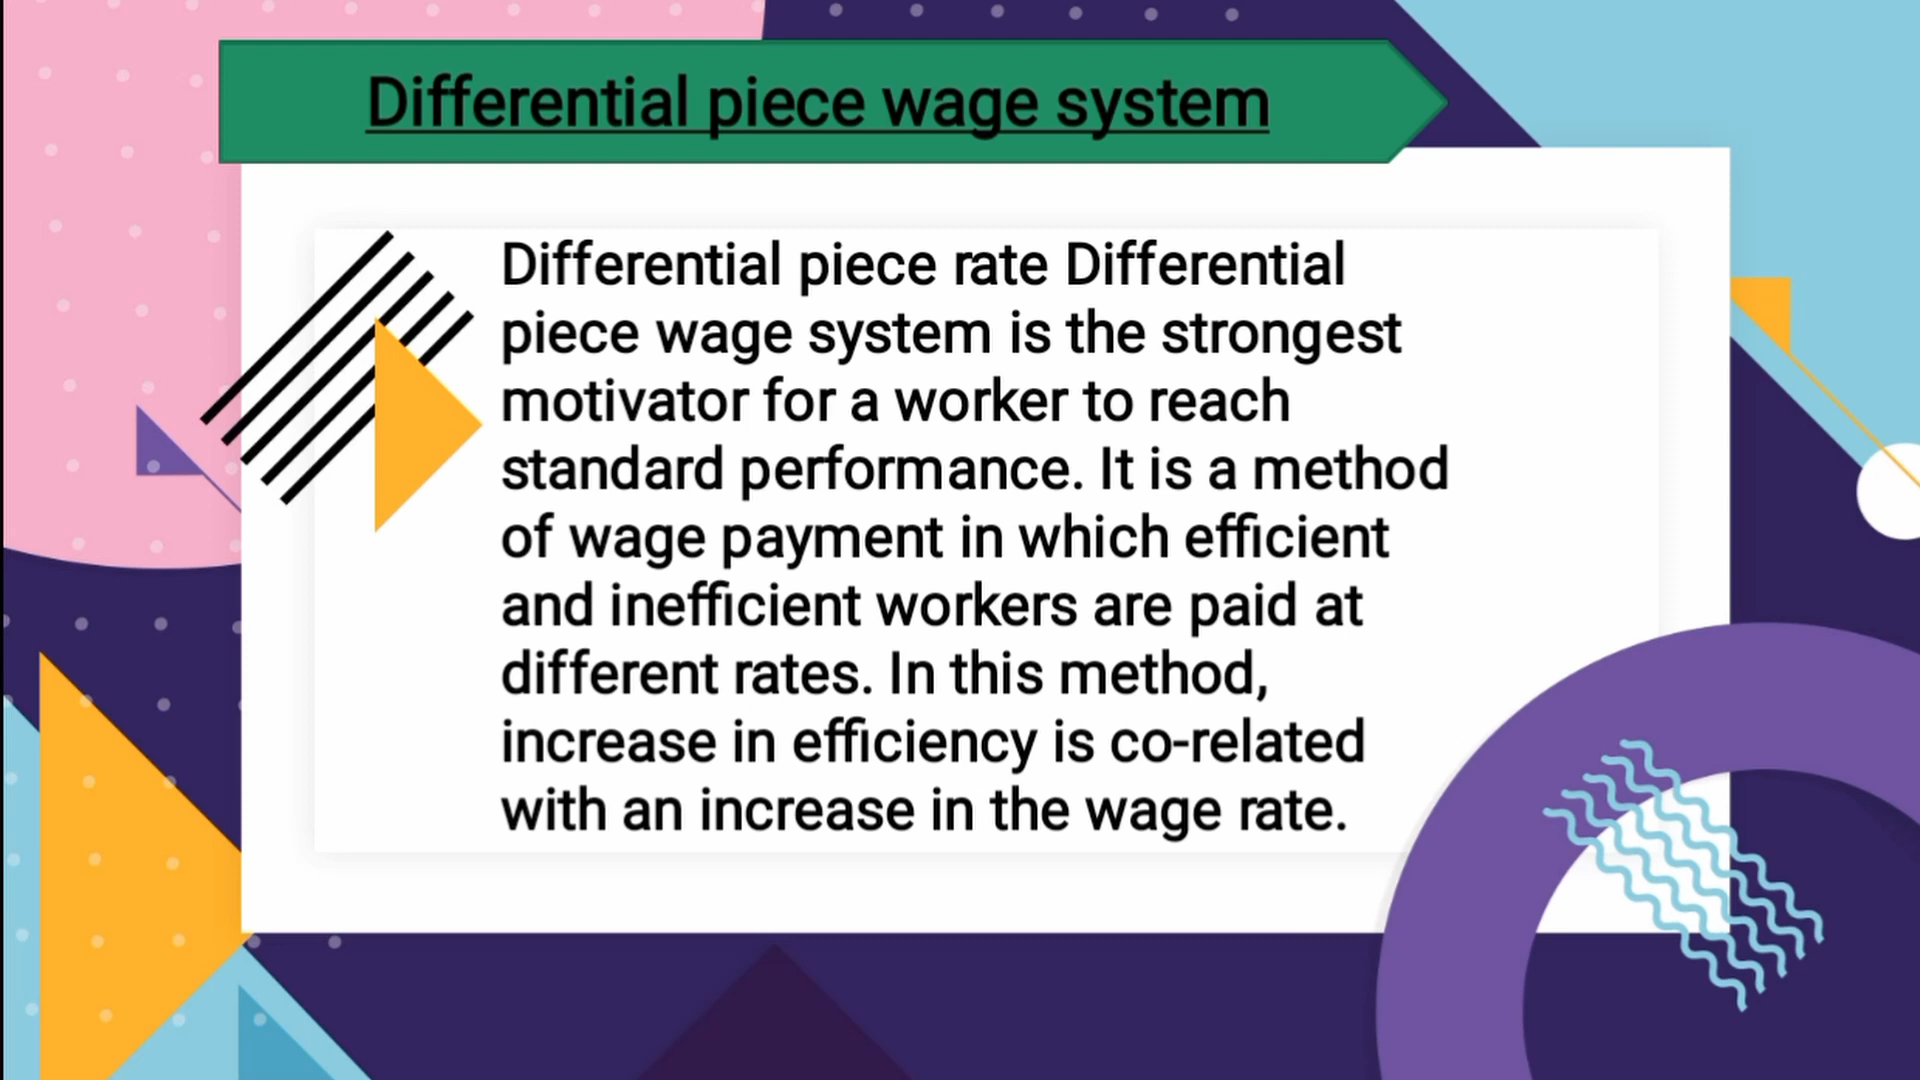 Differential piece wage system
Differential piece rate Differential
piece wage system is the strongest
motivator for a worker to reach
standard performance. It is a method
of wage payment in which efficient
and inefficient workers are paid at
different rates. In this method,
increase in efficiency is co-related
with an increase in the wage rate.